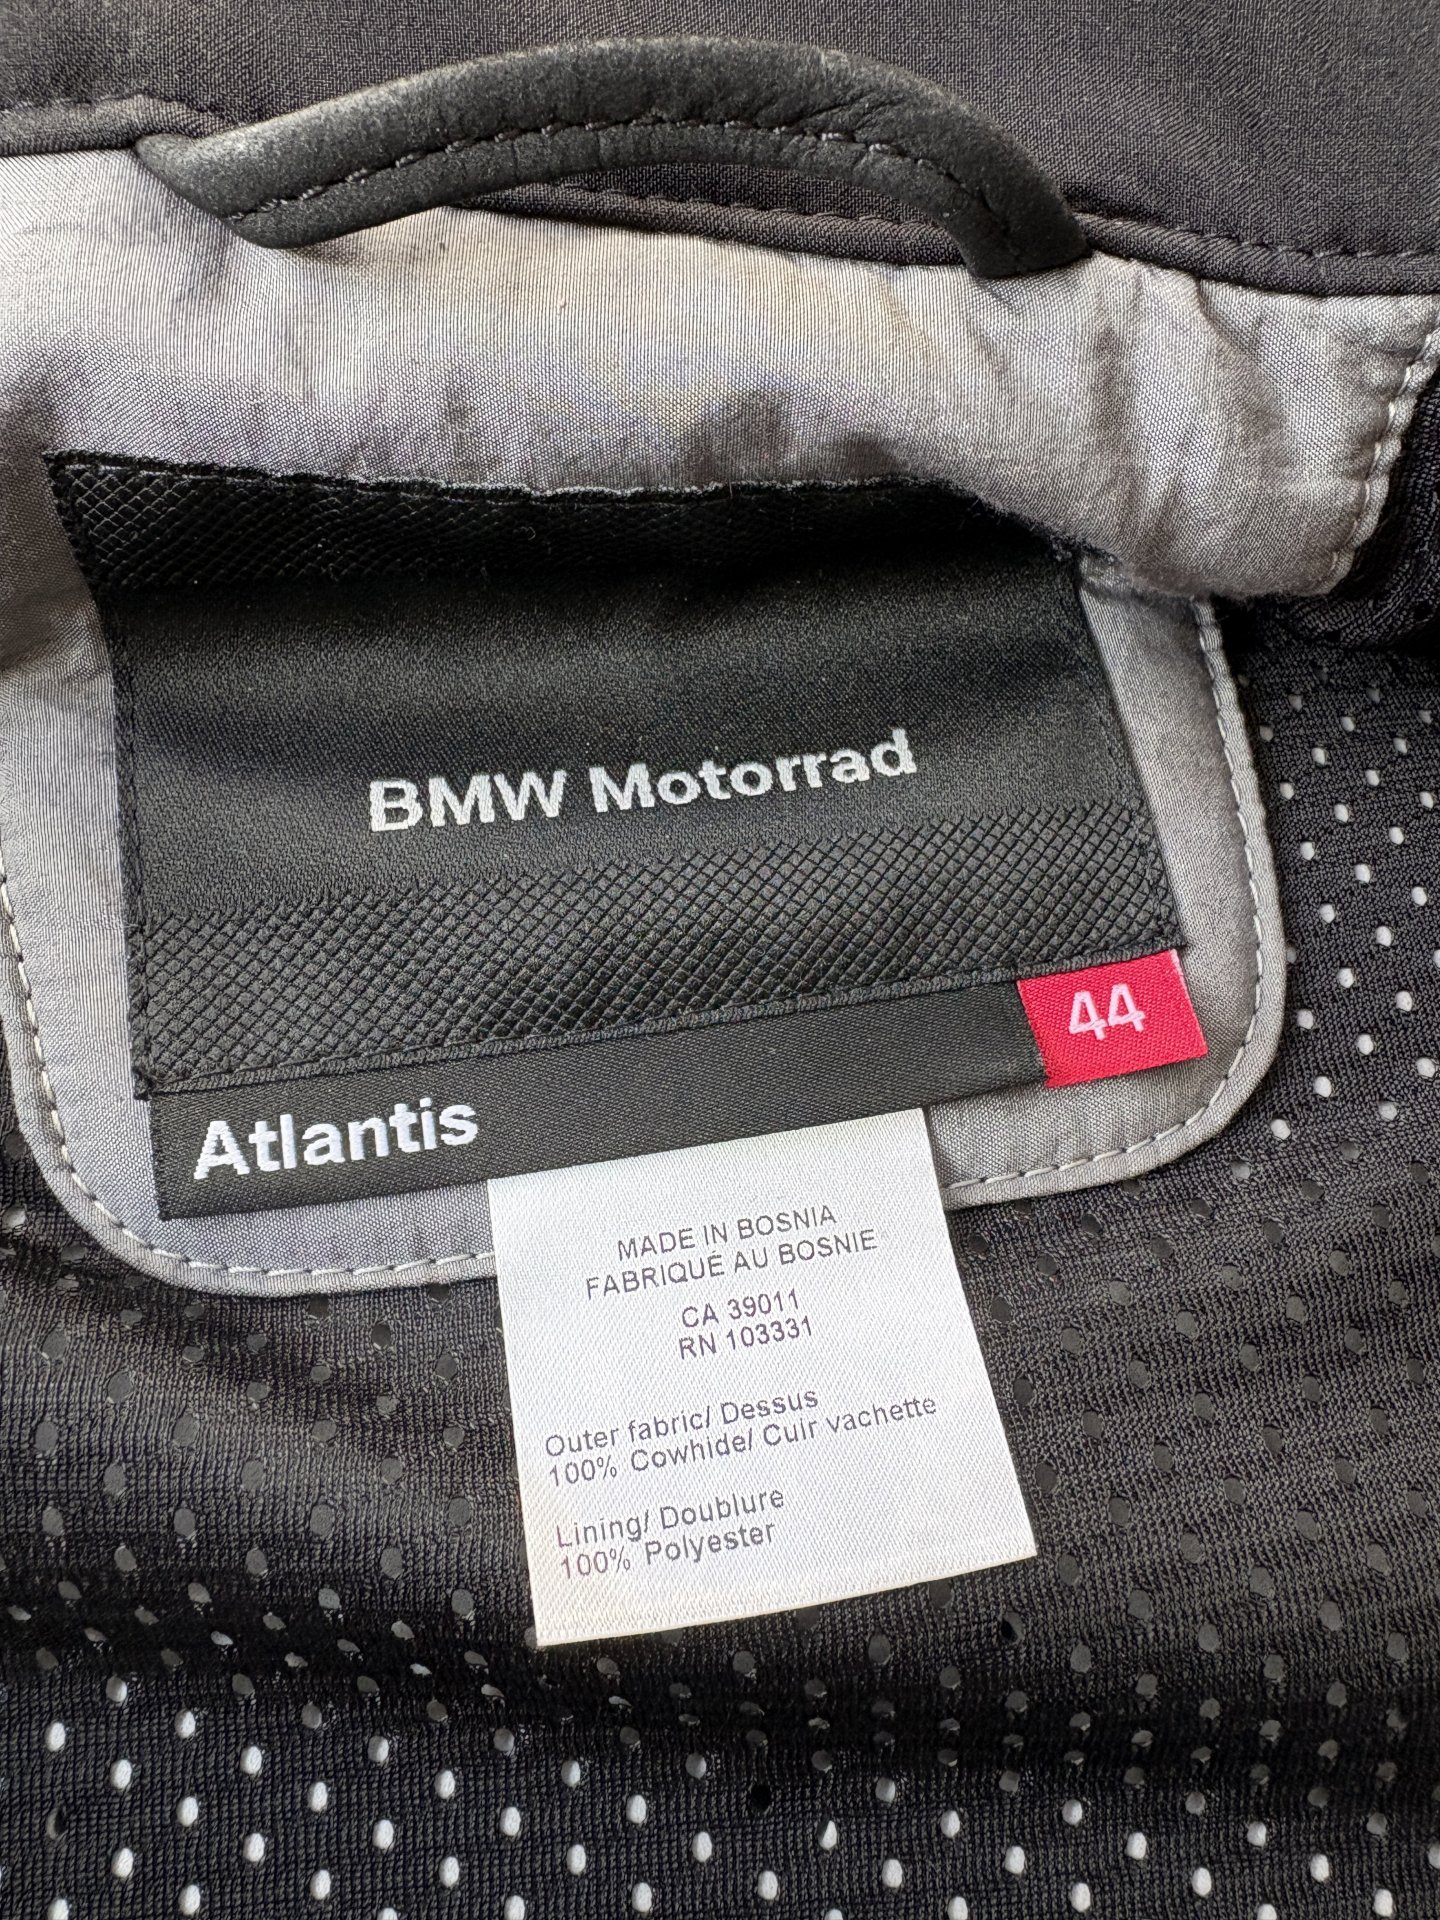 BMW Motorrad
44
Atlantis
MADE IN BOSNIA
FABRIQUÉ AU BOSNIE
CA 39011
RN 103331
Outer fabric/ Dessus
100% Cowhide/ Cuir vachette
Lining/ Doublure
100% Polyester